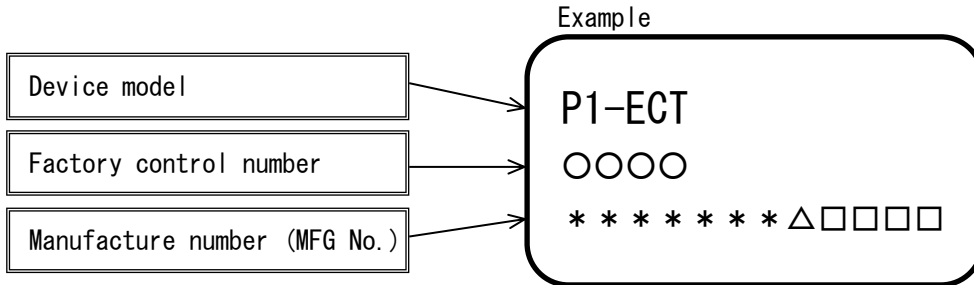 Example
Device model
P1-ECT
Factory control number
○○○○
Manufacture number (MFG No.)
*******△□□□□